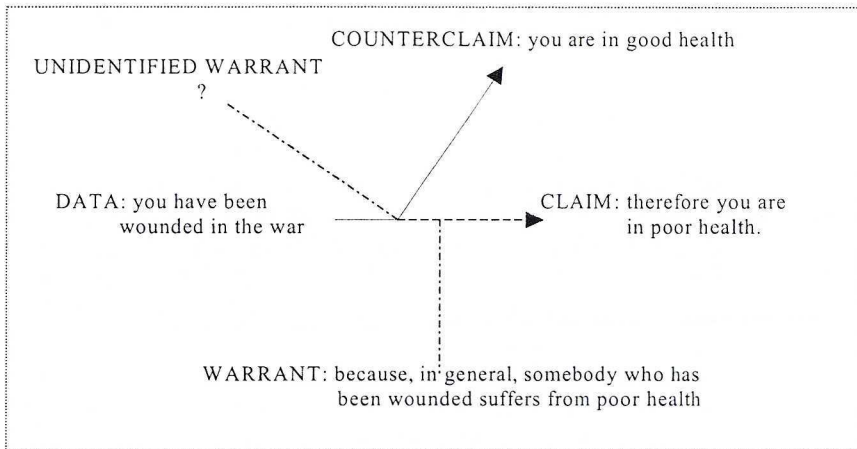 COUNTERCLAIM: you are in good health
UNIDENTIFIED WARRANT
?
DATA: you have been
wounded in the war
CLAIM: therefore you are
in poor health.
WARRANT: because, in general, somebody who has
been wounded suffers from poor health